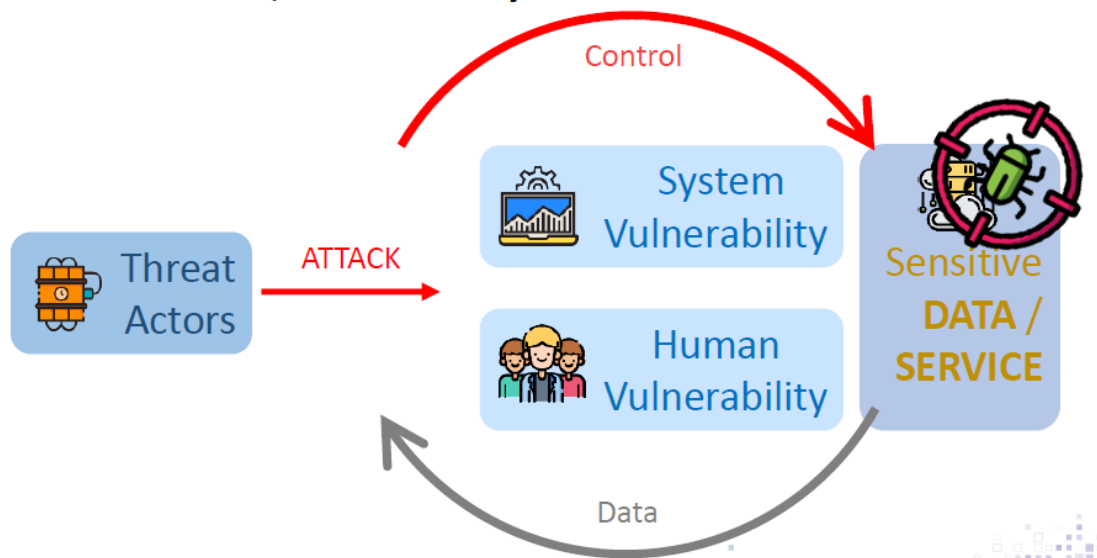 Control
System
Vulnerability
Threat
Actors
ATTACK
Sensitive
DATA /
SERVICE
Human
Vulnerability
Data